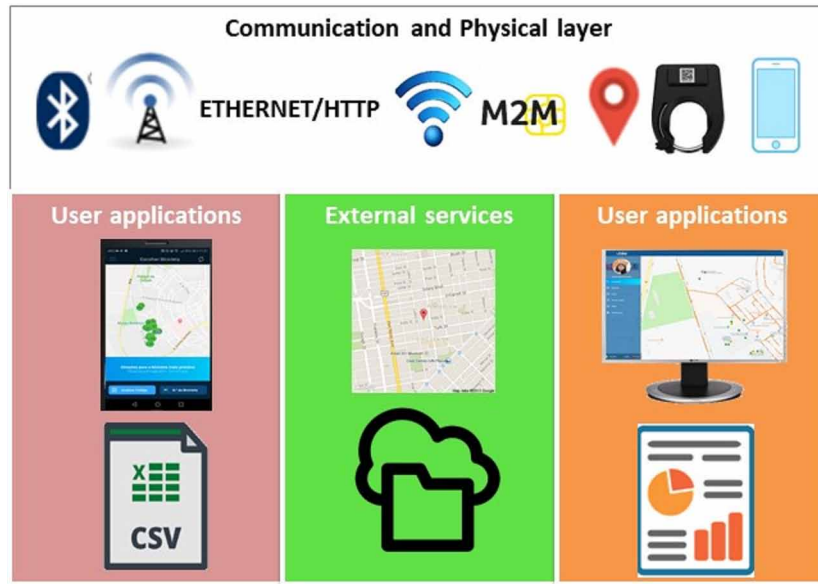 Communication and Physical layer
ETHERNET/HTTP
M2M
User applications
External services
User applications
CSV